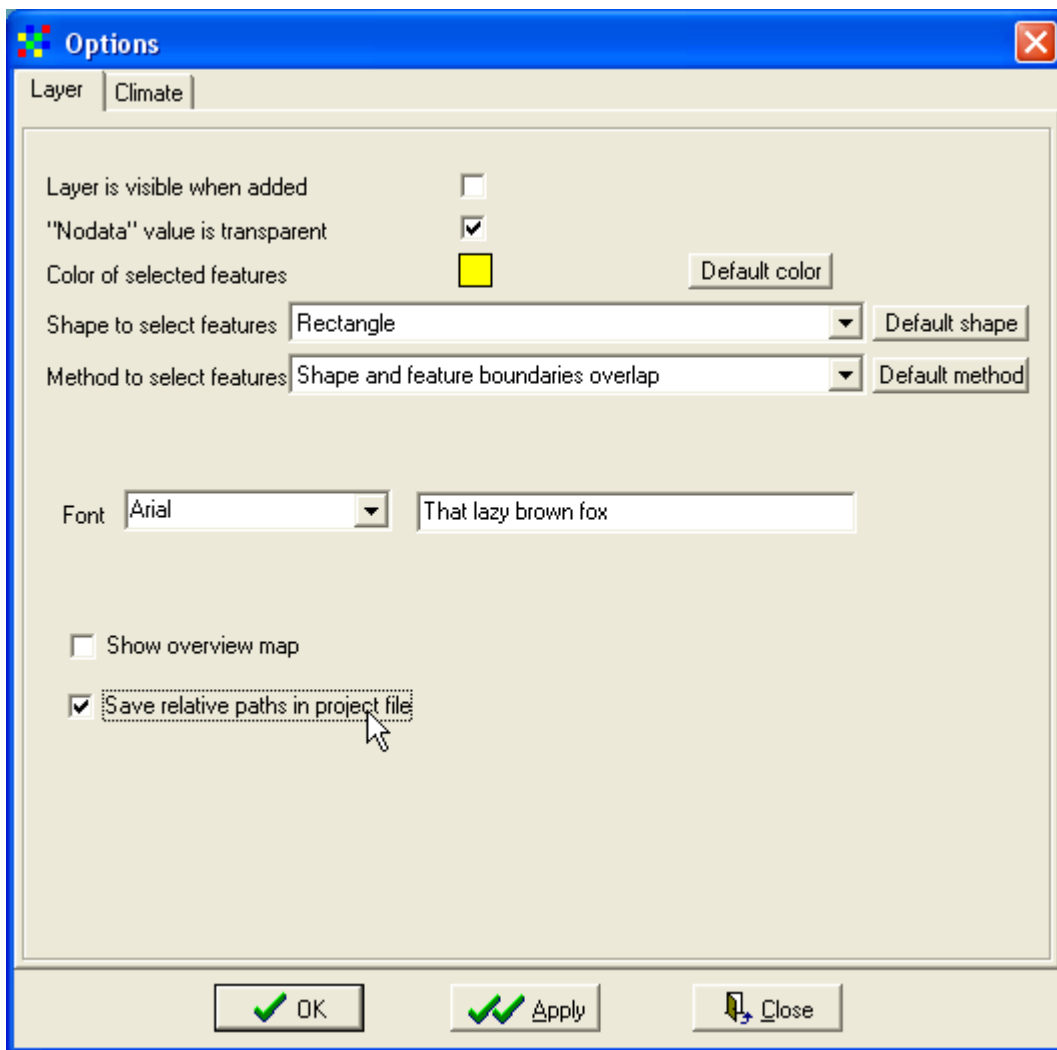 Options
Layer Climate
Layer is visible when added
"Nodata" value is transparent
Color of selected features Default color
Shape to select features Rectangle Default shape
Method to select features Shape and feature boundaries overlap Default method
Font Arial That lazy brown fox
Show overview map
Save relative paths in project file
OK Apply Close